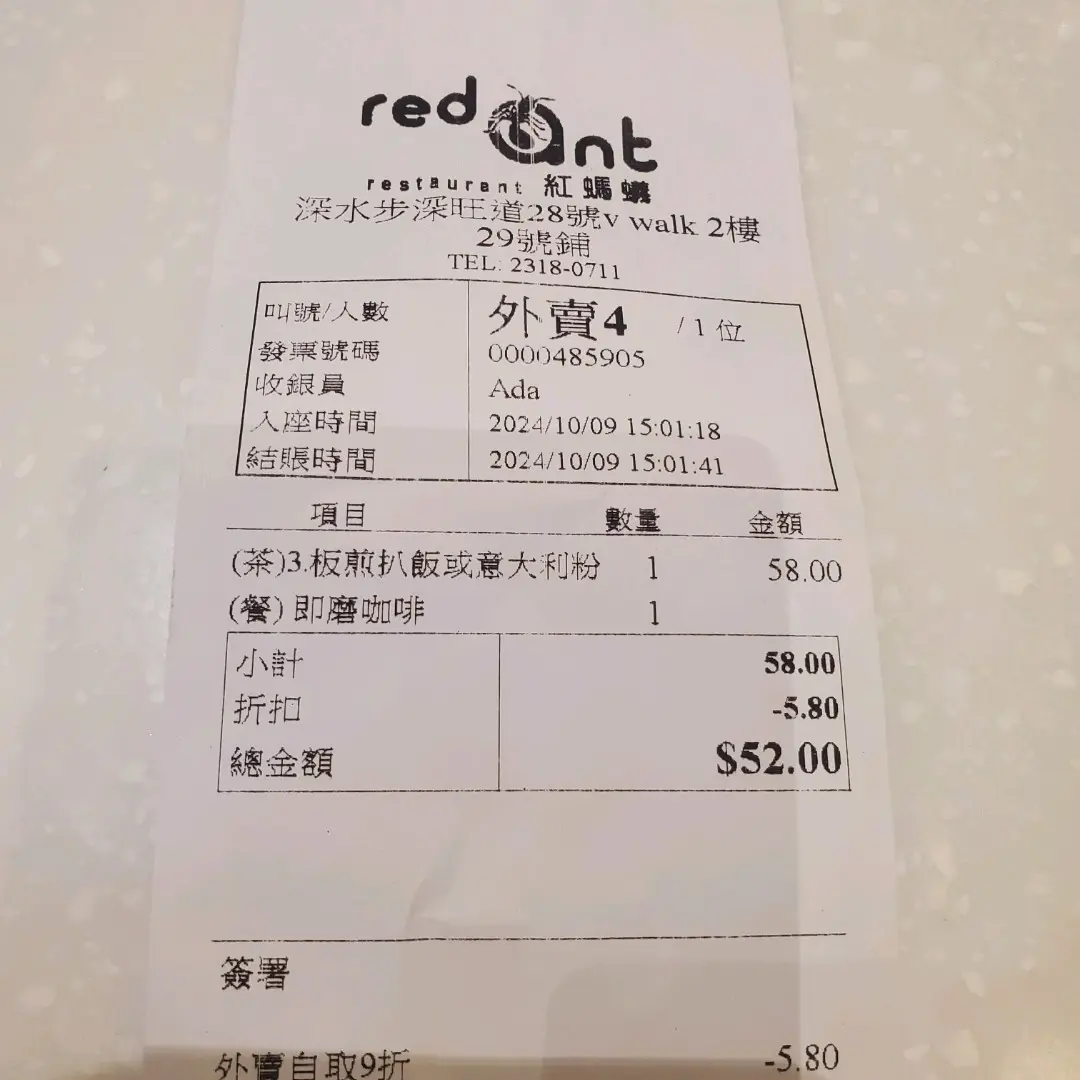 red ant
restaurant 紅螞蟻
深水步深旺道28號v walk 2樓
29號鋪
TEL: 2318-0711
叫號/人數 外賣4 / 1 位
發票號碼 0000485905
收銀員 Ada
入座時間 2024/10/09 15:01:18
結賬時間 2024/10/09 15:01:41
項目 數量 金額
(茶)3.板煎扒飯或意大利粉 1 58.00
(餐) 即磨咖啡 1
小計 58.00
折扣 -5.80
總金額 $52.00
簽署
外賣自取9折 -5.80